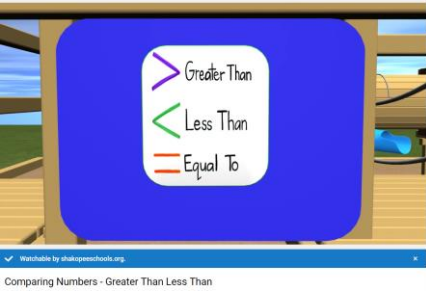 > Greater Than
< Less Than
= Equal To
Watchable by shakopeeschools.org.
Comparing Numbers - Greater Than Less Than